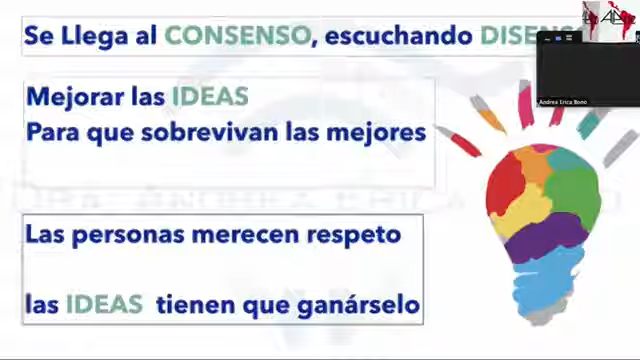 Se Llega al CONSENSO, escuchando
Mejorar las IDEAS
Para que sobrevivan las mejores
Las personas merecen respeto
las IDEAS tienen que ganárselo
Andrea Erica Bono